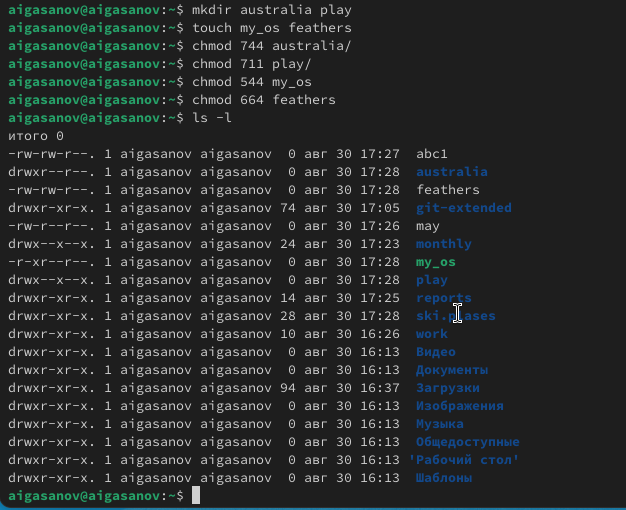 aigasanov@aigasanov:~$ mkdir australia play
aigasanov@aigasanov:~$ touch my_os feathers
aigasanov@aigasanov:~$ chmod 744 australia/
aigasanov@aigasanov:~$ chmod 711 play/
aigasanov@aigasanov:~$ chmod 544 my_os
aigasanov@aigasanov:~$ chmod 664 feathers
aigasanov@aigasanov:~$ ls -l
итого 0
-rw-rw-r--. 1 aigasanov aigasanov  0 авг 30 17:27  abc1
drwxr--r--. 1 aigasanov aigasanov  0 авг 30 17:28  australia
-rw-rw-r--. 1 aigasanov aigasanov  0 авг 30 17:28  feathers
drwxr-xr-x. 1 aigasanov aigasanov 74 авг 30 17:05  git-extended
-rw-r--r--. 1 aigasanov aigasanov  0 авг 30 17:26  may
drwx--x--x. 1 aigasanov aigasanov 24 авг 30 17:23  monthly
-r-xr--r--. 1 aigasanov aigasanov  0 авг 30 17:28  my_os
drwx--x--x. 1 aigasanov aigasanov  0 авг 30 17:28  play
drwxr-xr-x. 1 aigasanov aigasanov 14 авг 30 17:25  reports
drwxr-xr-x. 1 aigasanov aigasanov 28 авг 30 17:28  ski.plases
drwxr-xr-x. 1 aigasanov aigasanov 10 авг 30 16:26  work
drwxr-xr-x. 1 aigasanov aigasanov  0 авг 30 16:13  Видео
drwxr-xr-x. 1 aigasanov aigasanov  0 авг 30 16:13  Документы
drwxr-xr-x. 1 aigasanov aigasanov 94 авг 30 16:37  Загрузки
drwxr-xr-x. 1 aigasanov aigasanov  0 авг 30 16:13  Изображения
drwxr-xr-x. 1 aigasanov aigasanov  0 авг 30 16:13  Музыка
drwxr-xr-x. 1 aigasanov aigasanov  0 авг 30 16:13  Общедоступные
drwxr-xr-x. 1 aigasanov aigasanov  0 авг 30 16:13 'Рабочий стол'
drwxr-xr-x. 1 aigasanov aigasanov  0 авг 30 16:13  Шаблоны
aigasanov@aigasanov:~$